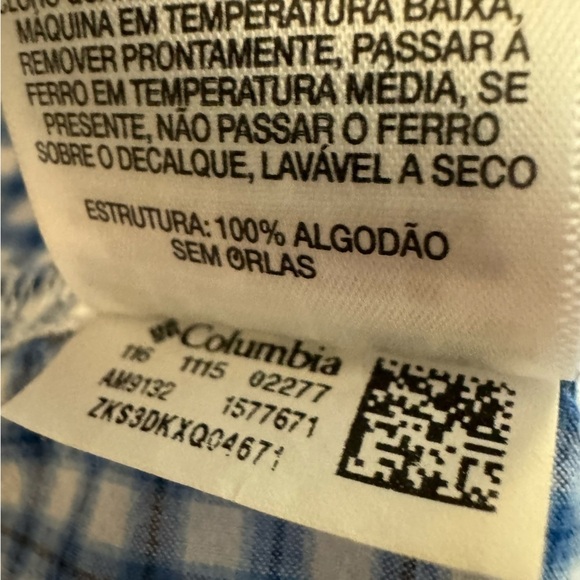 MÁQUINA EM TEMPERATURA BAIXA,
REMOVER PRONTAMENTE, PASSAR A
FERRO EM TEMPERATURA MÉDIA, SE
PRESENTE, NÃO PASSAR O FERRO
SOBRE O DECALQUE, LAVÁVEL A SECO
ESTRUTURA: 100% ALGODÃO
SEM ORLAS
Columbia
116 1115 02277
AM9132 1577671
ZKS3DKXQ04671